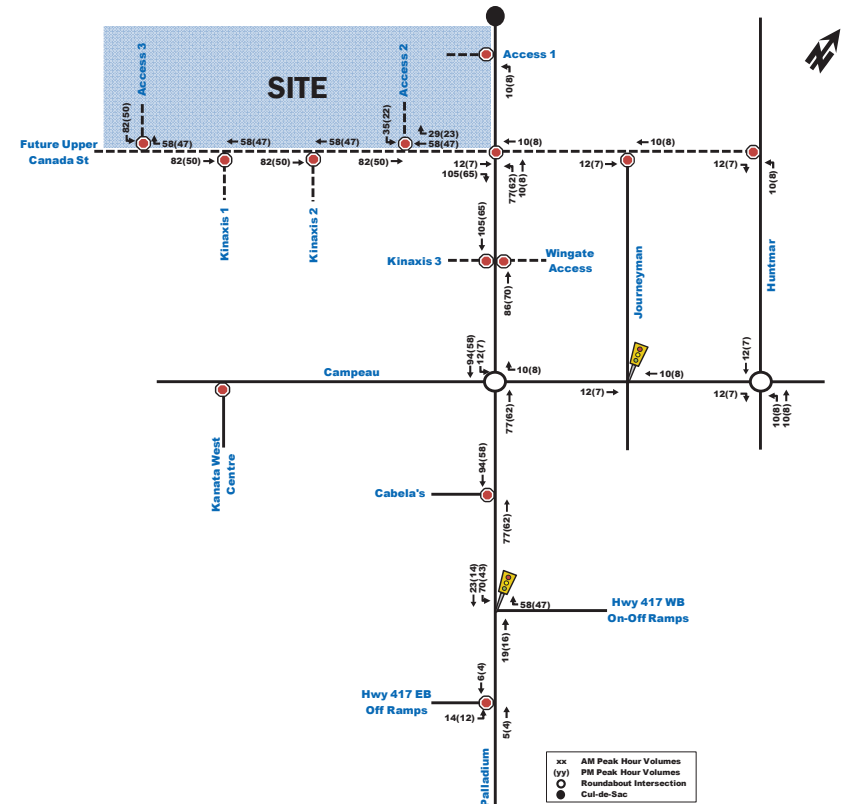 Access 3
Access 2
Access 1
SITE
10(8)
82(50)
35(22)
29(23)
58(47)
58(47)
58(47)
58(47)
10(8)
10(8)
Future Upper
Canada St
82(50)
82(50)
82(50)
12(7)
105(65)
77(62)
10(8)
12(7)
12(7)
10(8)
Kinaxis 1
Kinaxis 2
105(65)
Kinaxis 3
Wingate
Access
86(70)
Journeyman
Huntmar
94(58)
12(7)
10(8)
Campeau
10(8)
12(7)
12(7)
12(7)
77(62)
10(8)
10(8)
Kanata West
Centre
94(58)
Cabela's
77(62)
23(14)
70(43)
58(47)
Hwy 417 WB
On-Off Ramps
19(16)
6(4)
Hwy 417 EB
Off Ramps
14(12)
5(4)
Palladium
xx AM Peak Hour Volumes
(yy) PM Peak Hour Volumes
Roundabout Intersection
Cul-de-Sac
N